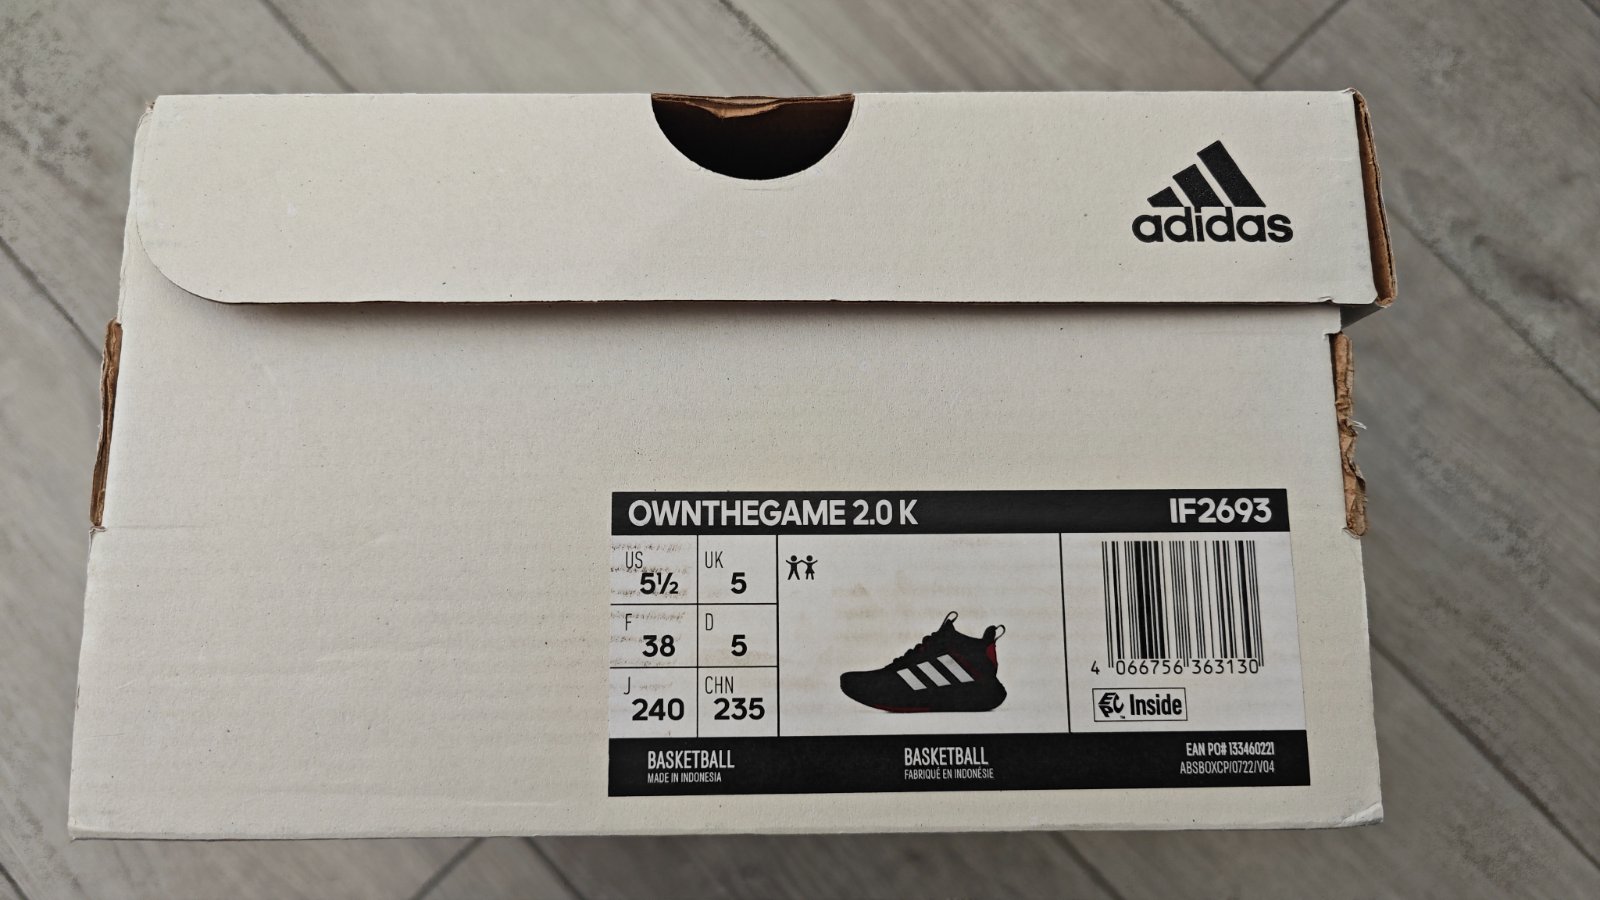 adidas
OWNTHEGAME 2.0 K IF2693
US 5½ UK 5
F 38 D 5
J 240 CHN 235
4 066756 363130
EPC Inside
BASKETBALL
MADE IN INDONESIA
BASKETBALL
FABRIQUÉ EN INDONÉSIE
EAN PO# 133460221
ABSBOXCP/0722/V04